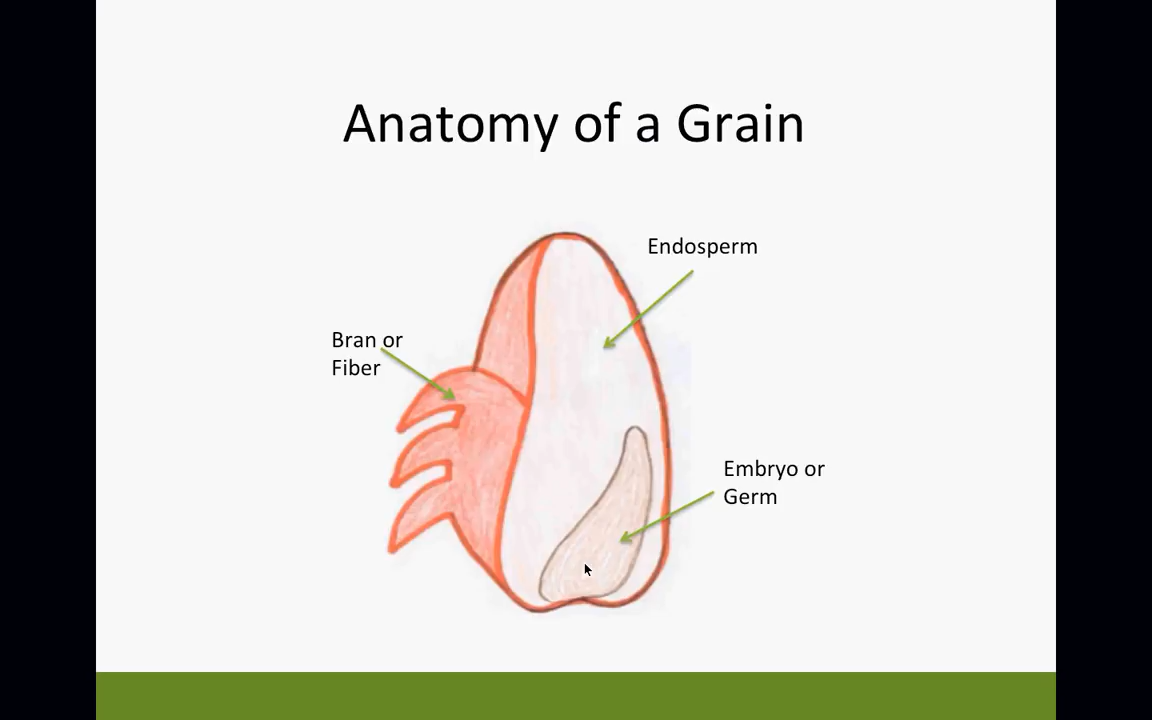 Anatomy of a Grain
Endosperm
Bran or
Fiber
Embryo or
Germ